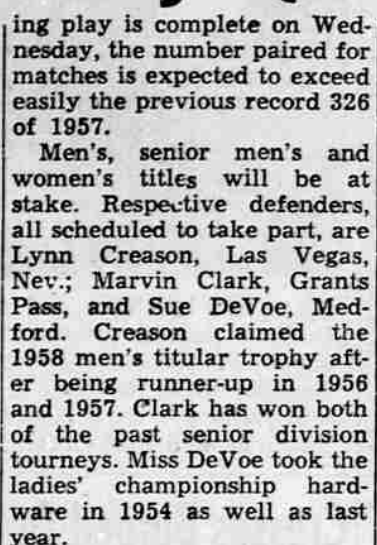 ing play is complete on Wed-
nesday, the number paired for
matches is expected to exceed
easily the previous record 326
of 1957.
Men's, senior men's and
women's titles will be at
stake. Respective defenders,
all scheduled to take part, are
Lynn Creason, Las Vegas,
Nev.; Marvin Clark, Grants
Pass, and Sue DeVoe, Med-
ford. Creason claimed the
1958 men's titular trophy aft-
er being runner-up in 1956
and 1957. Clark has won both
of the past senior division
tourneys. Miss DeVoe took the
ladies' championship hard-
ware in 1954 as well as last
year.